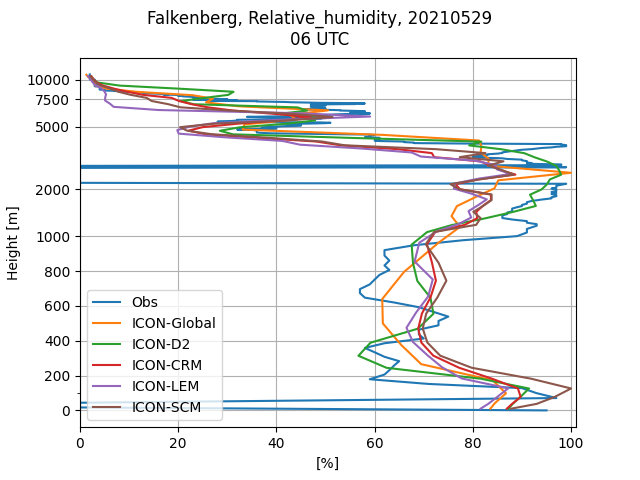 Falkenberg, Relative_humidity, 20210529
06 UTC
10000
7500
5000
2000
1000
800
600
400
200
0
Height [m]
Obs
ICON-Global
ICON-D2
ICON-CRM
ICON-LEM
ICON-SCM
0 20 40 60 80 100
[%]